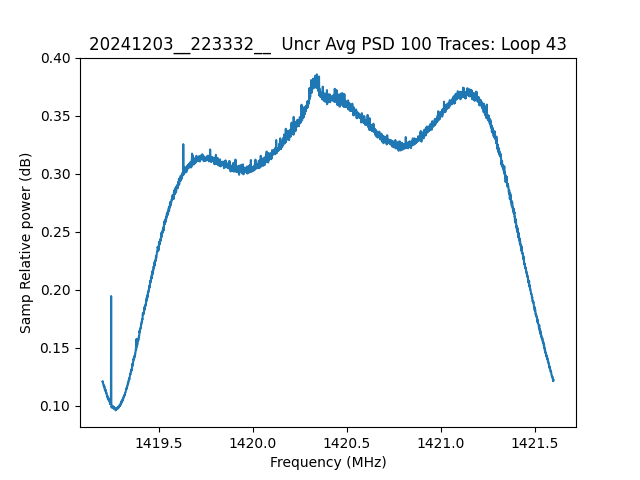 20241203__223332__  Uncr Avg PSD 100 Traces: Loop 43
0.40
0.35
0.30
0.25
0.20
0.15
0.10
Samp Relative power (dB)
1419.5 1420.0 1420.5 1421.0 1421.5
Frequency (MHz)